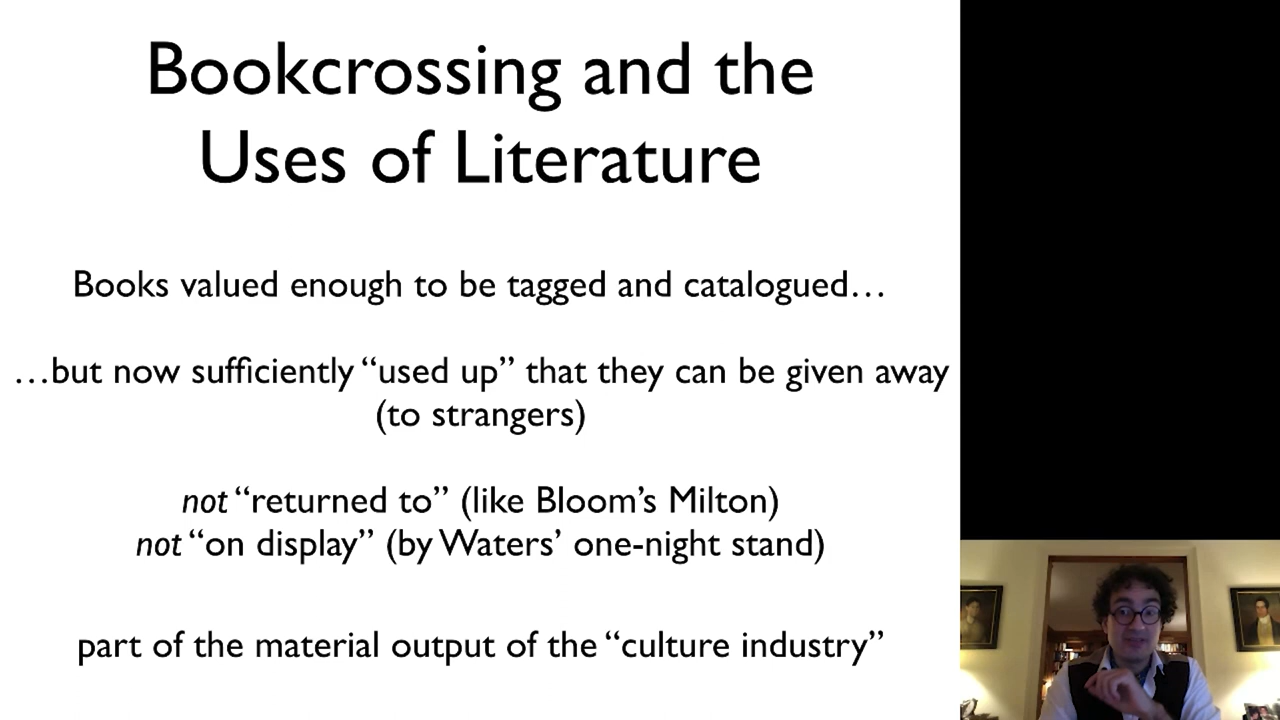 Bookcrossing and the
Uses of Literature
Books valued enough to be tagged and catalogued…
…but now sufficiently “used up” that they can be given away
(to strangers)
not “returned to” (like Bloom’s Milton)
not “on display” (by Waters’ one-night stand)
part of the material output of the “culture industry”